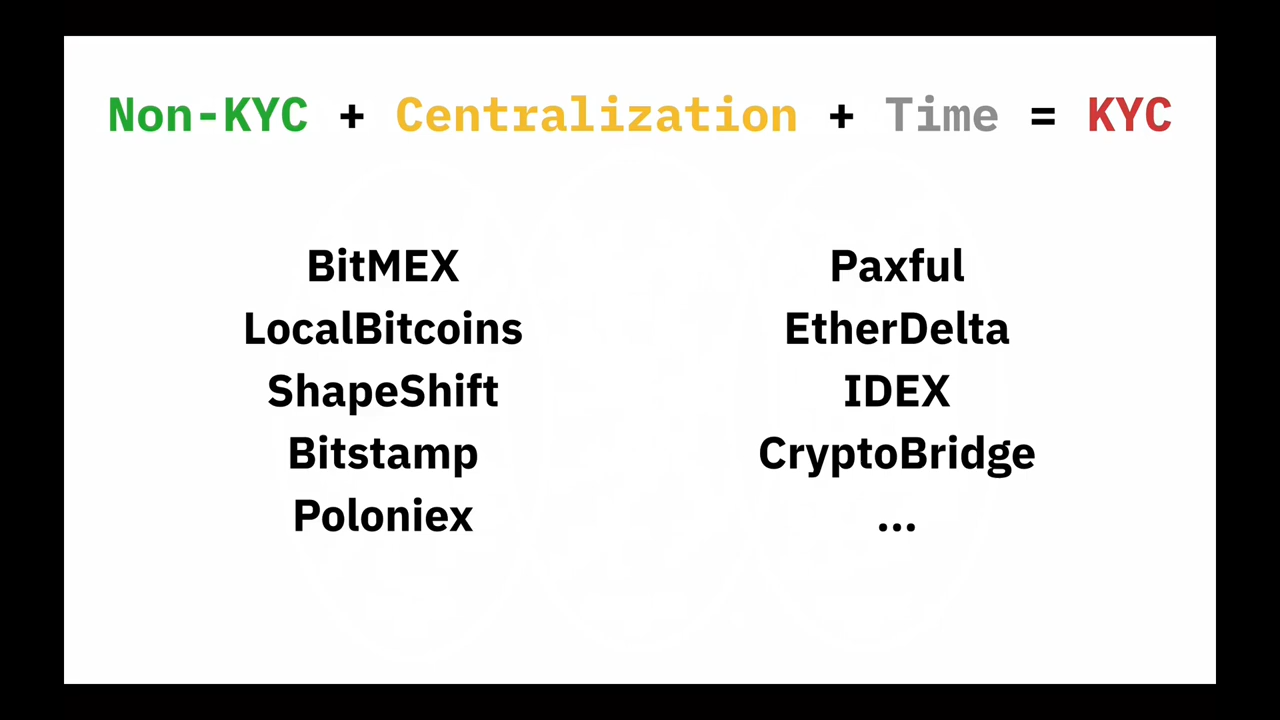 Non-KYC + Centralization + Time = KYC
BitMEX
LocalBitcoins
ShapeShift
Bitstamp
Poloniex
Paxful
EtherDelta
IDEX
CryptoBridge
...